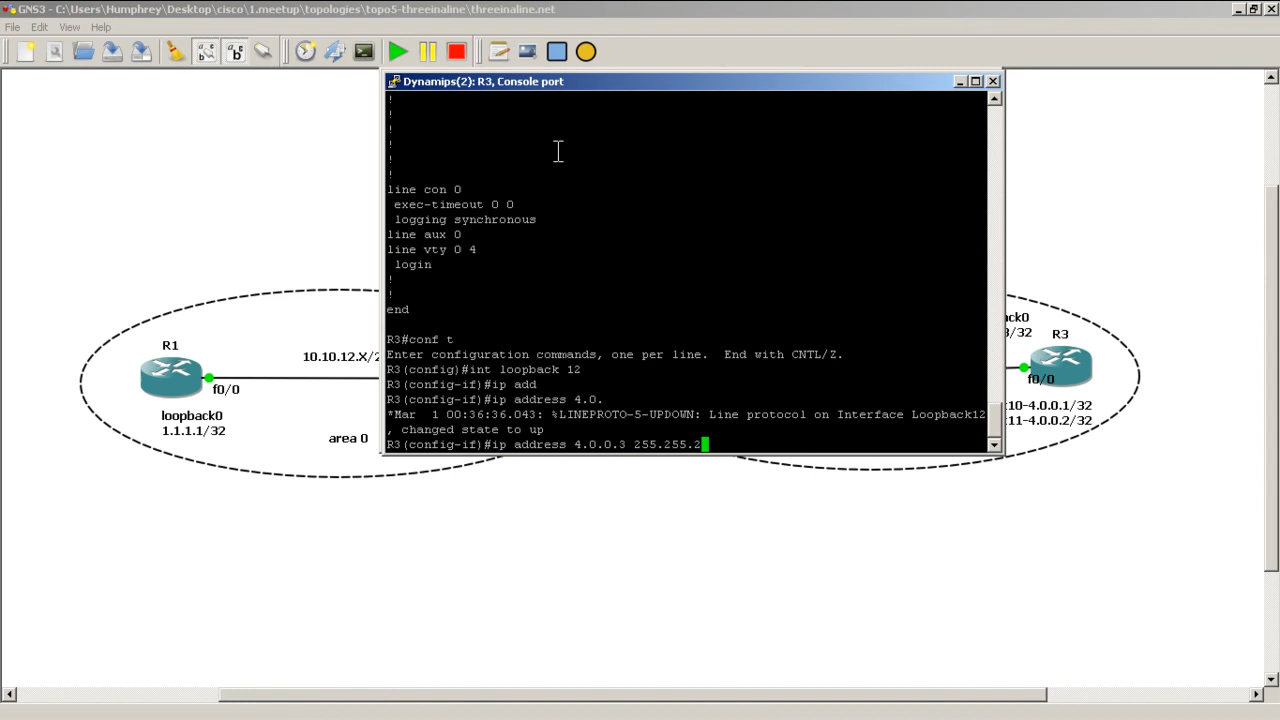 GNS3 - C:\Users\Humphrey\Desktop\cisco\1.meetup\topologies\topo5-threeinaline\threeinaline.net
File Edit View Help
Dynamips(2): R3, Console port
!
!
!
!
!
!
line con 0
exec-timeout 0 0
logging synchronous
line aux 0
line vty 0 4
login
!
!
end
R3#conf t
Enter configuration commands, one per line. End with CNTL/Z.
R3(config)#int loopback 12
R3(config-if)#ip add
R3(config-if)#ip address 4.0.
*Mar 1 00:36:36.043: %LINEPROTO-5-UPDOWN: Line protocol on Interface Loopback12
, changed state to up
R3(config-if)#ip address 4.0.0.3 255.255.2
R1
10.10.12.X/2
f0/0
loopback0
1.1.1.1/32
area 0
ck0
/32
R3
f0/0
10-4.0.0.1/32
11-4.0.0.2/32